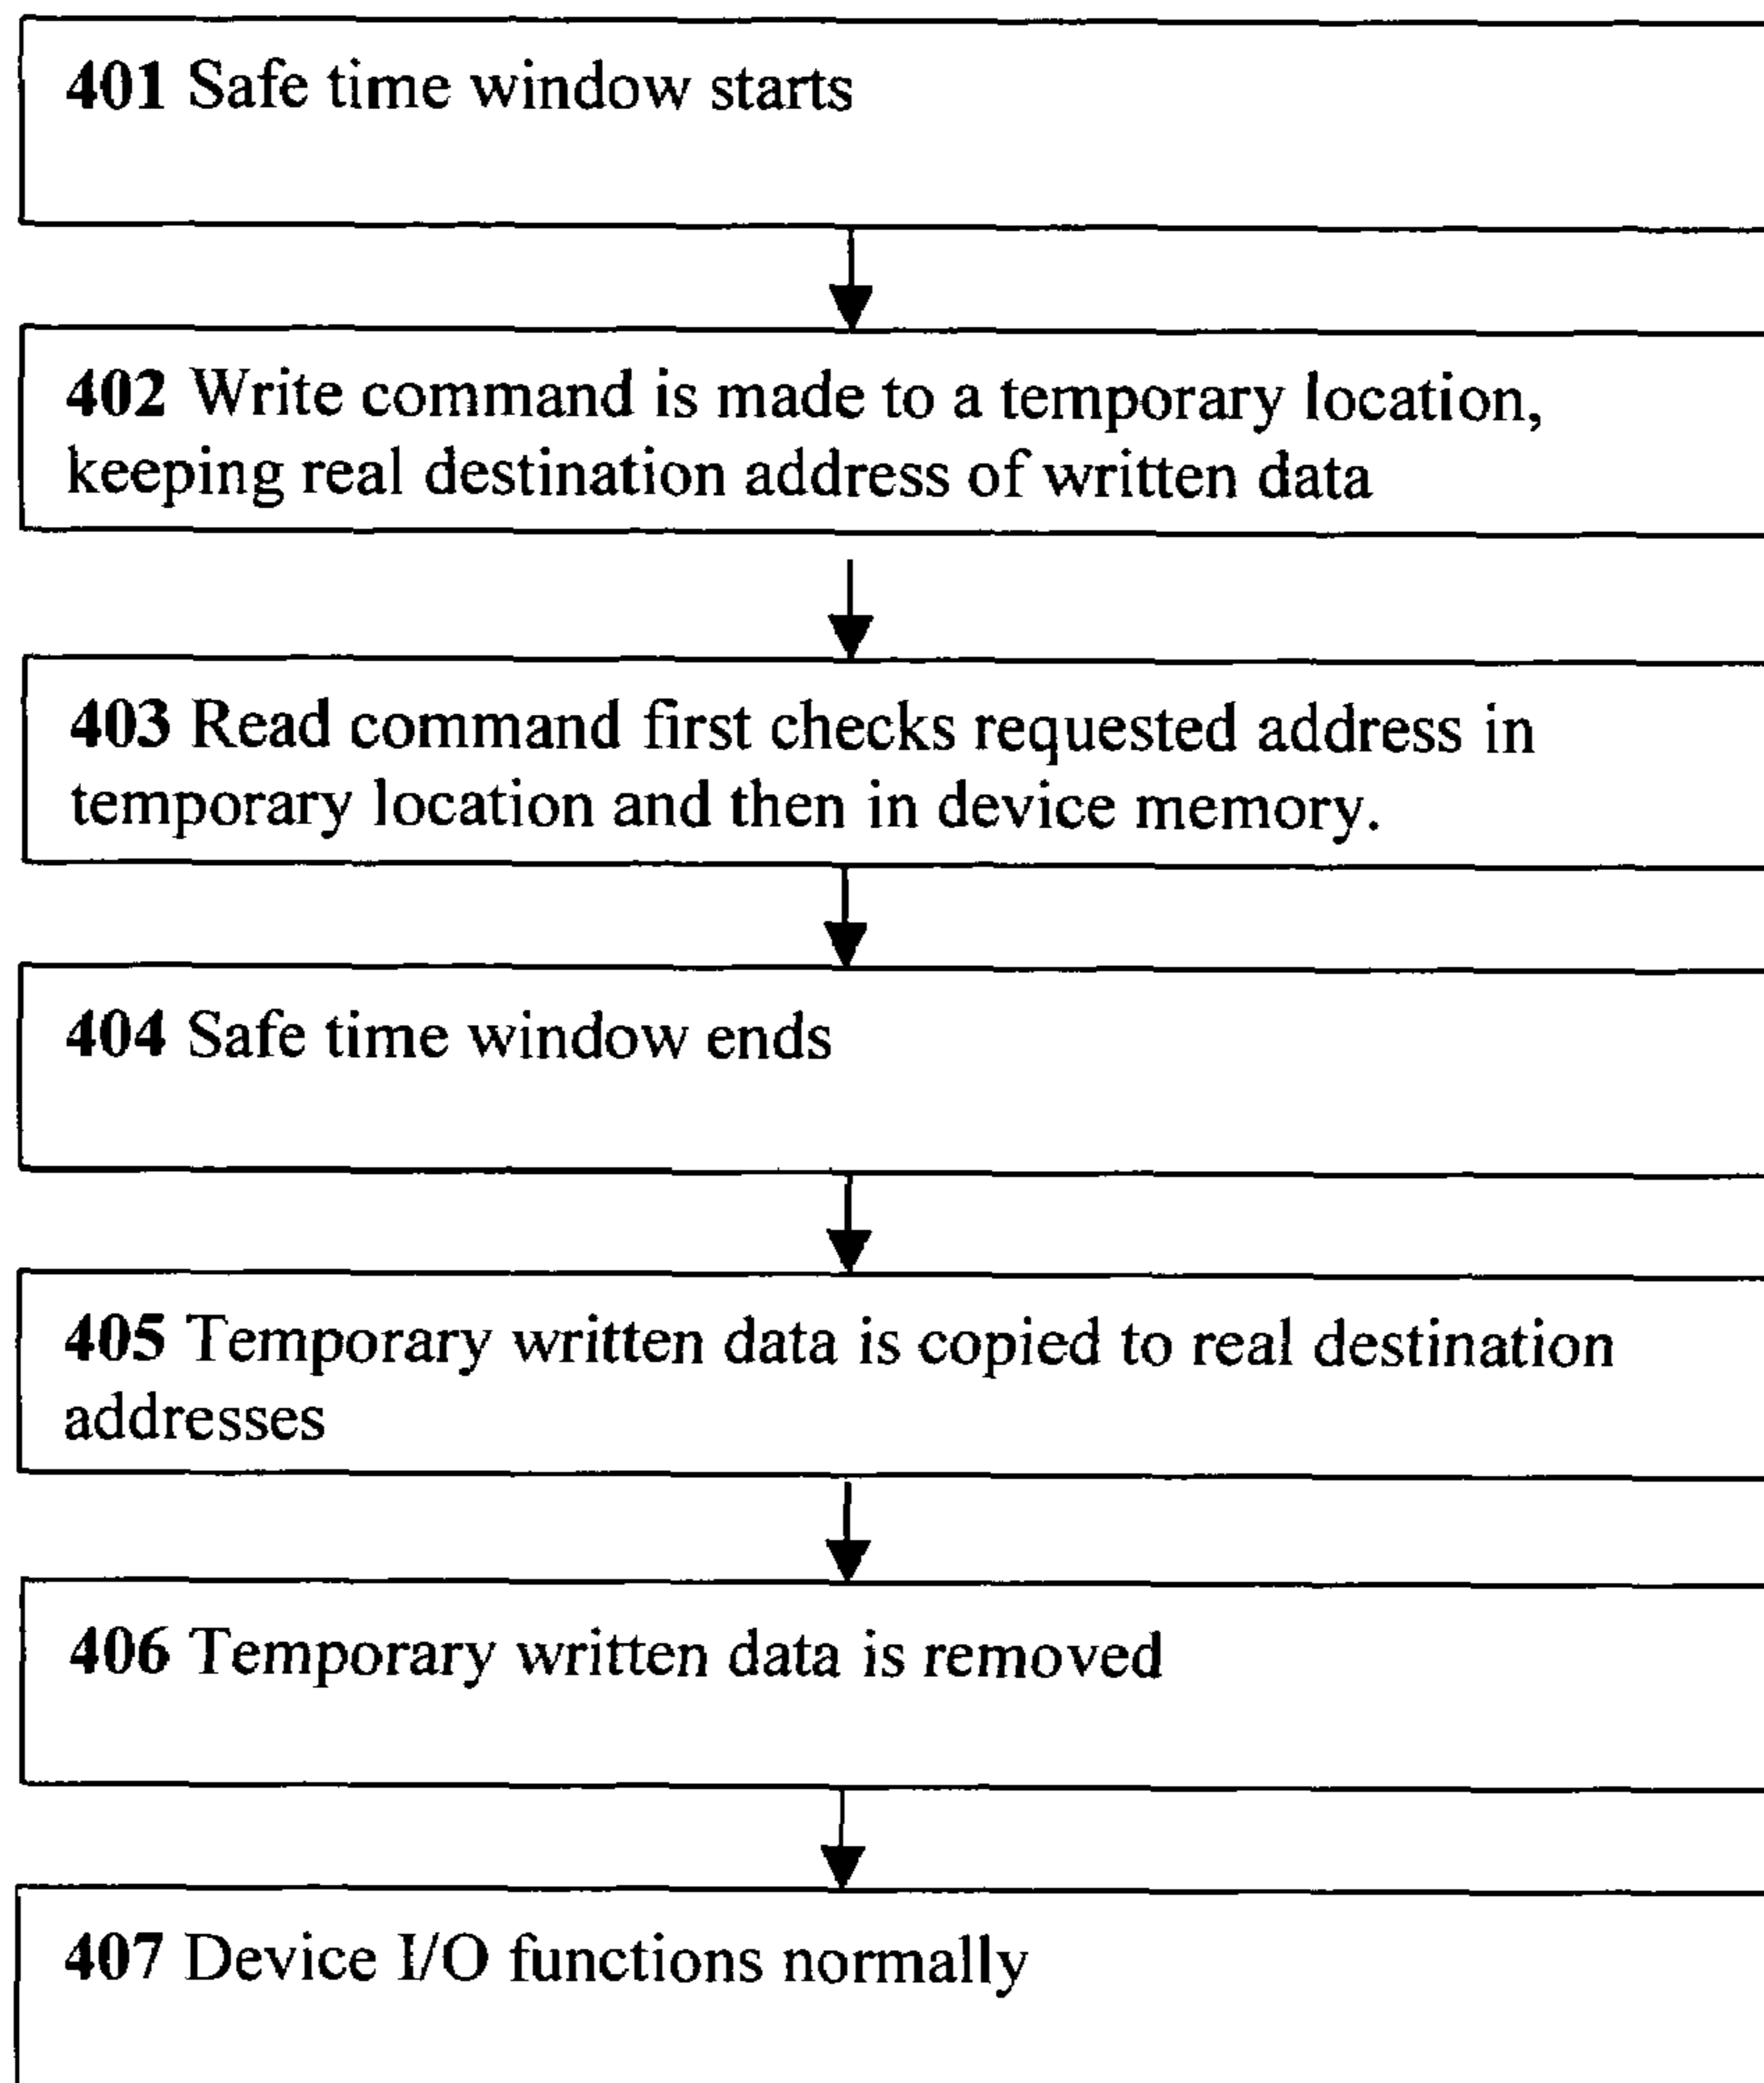 401 Safe time window starts
402 Write command is made to a temporary location,
keeping real destination address of written data
403 Read command first checks requested address in
temporary location and then in device memory.
404 Safe time window ends
405 Temporary written data is copied to real destination
addresses
406 Temporary written data is removed
407 Device I/O functions normally